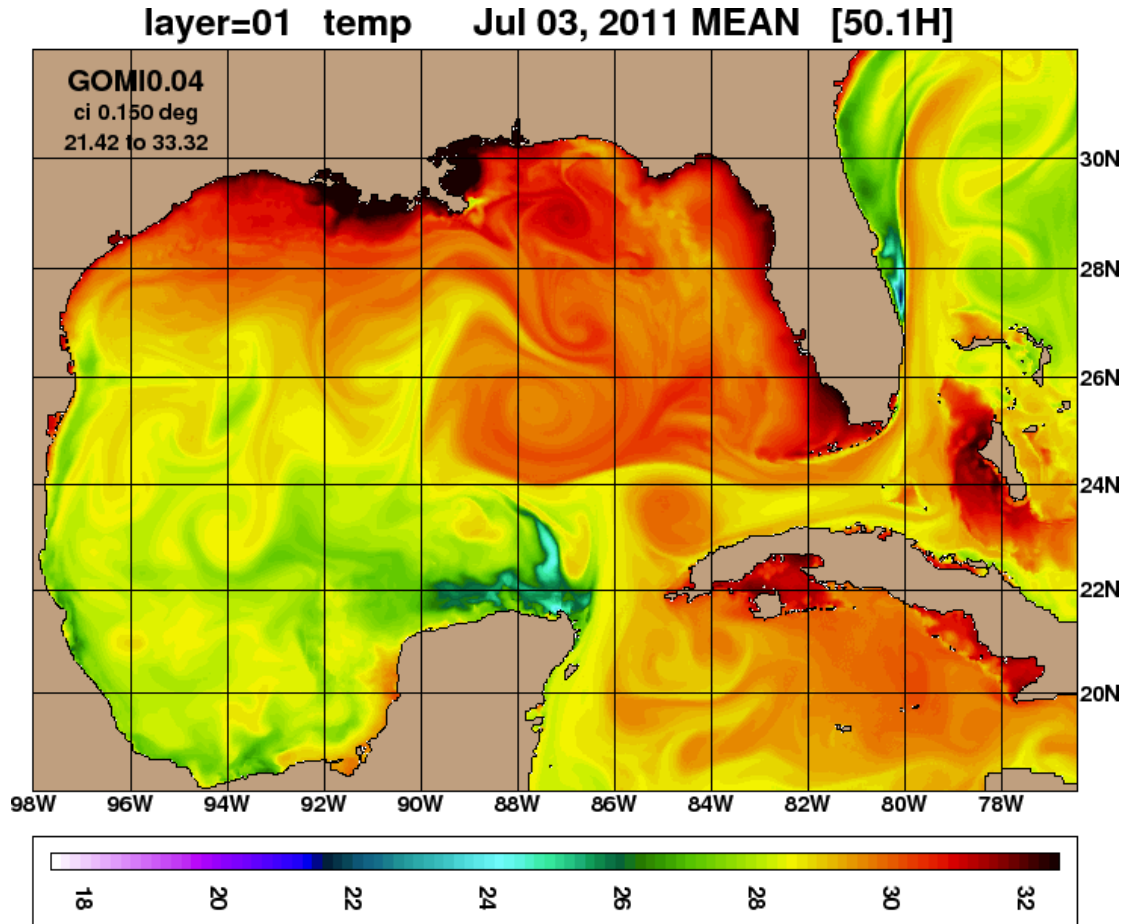 layer=01 temp Jul 03, 2011 MEAN [50.1H]
GOMl0.04
ci 0.150 deg
21.42 to 33.32
30N
28N
26N
24N
22N
20N
98W 96W 94W 92W 90W 88W 86W 84W 82W 80W 78W
18 20 22 24 26 28 30 32